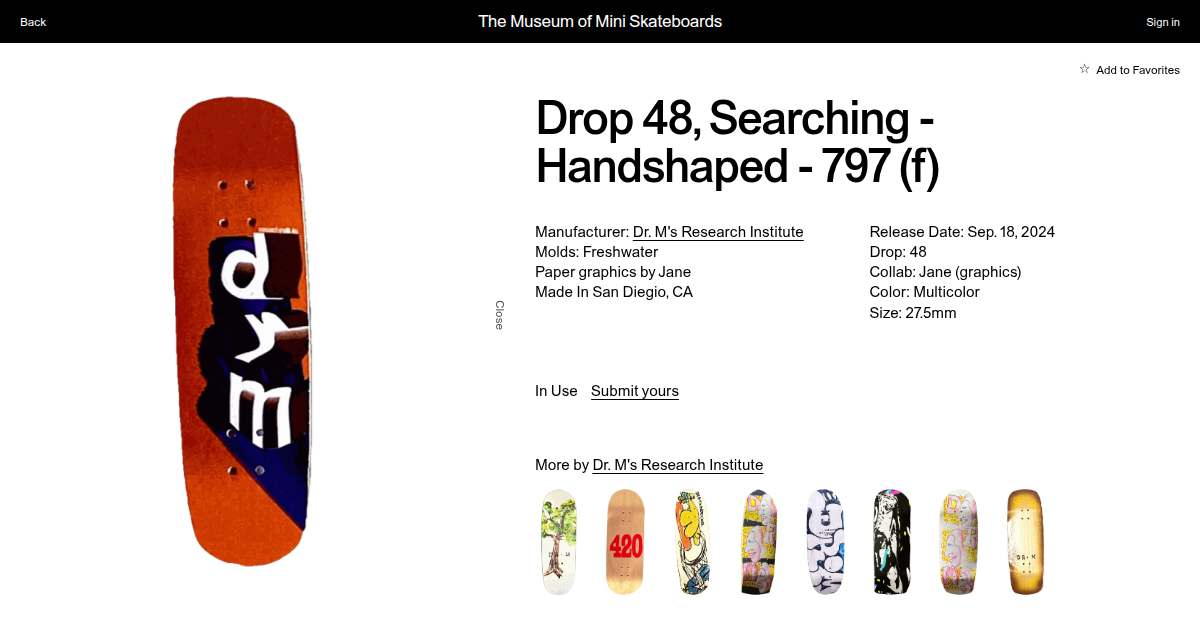 Back
The Museum of Mini Skateboards
Sign in
☆ Add to Favorites
Drop 48, Searching -
Handshaped - 797 (f)
Manufacturer: Dr. M's Research Institute
Molds: Freshwater
Paper graphics by Jane
Made In San Diegio, CA
Release Date: Sep. 18, 2024
Drop: 48
Collab: Jane (graphics)
Color: Multicolor
Size: 27.5mm
Close
d
y
m
In Use Submit yours
More by Dr. M's Research Institute
420
DR. M